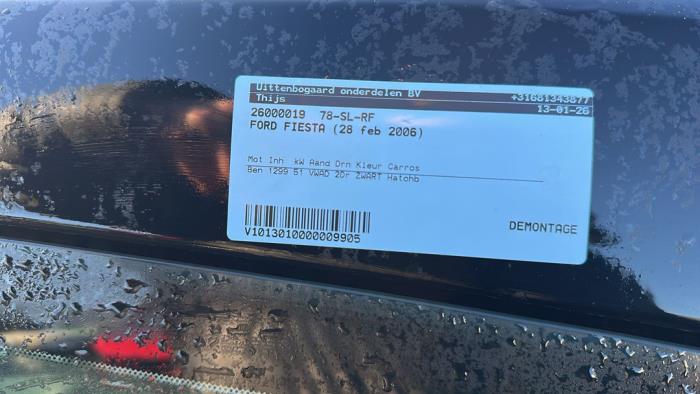 Uittenbogaard onderdelen BV +31681343677
Thijs 13-01-26
26000019 78-SL-RF
FORD FIESTA (28 feb 2006)
Mot Inh kW Aand Drn Kleur Carros
Ben 1299 51 VWAD 2Dr ZWART Hatchb
V1013010000009905
DEMONTAGE